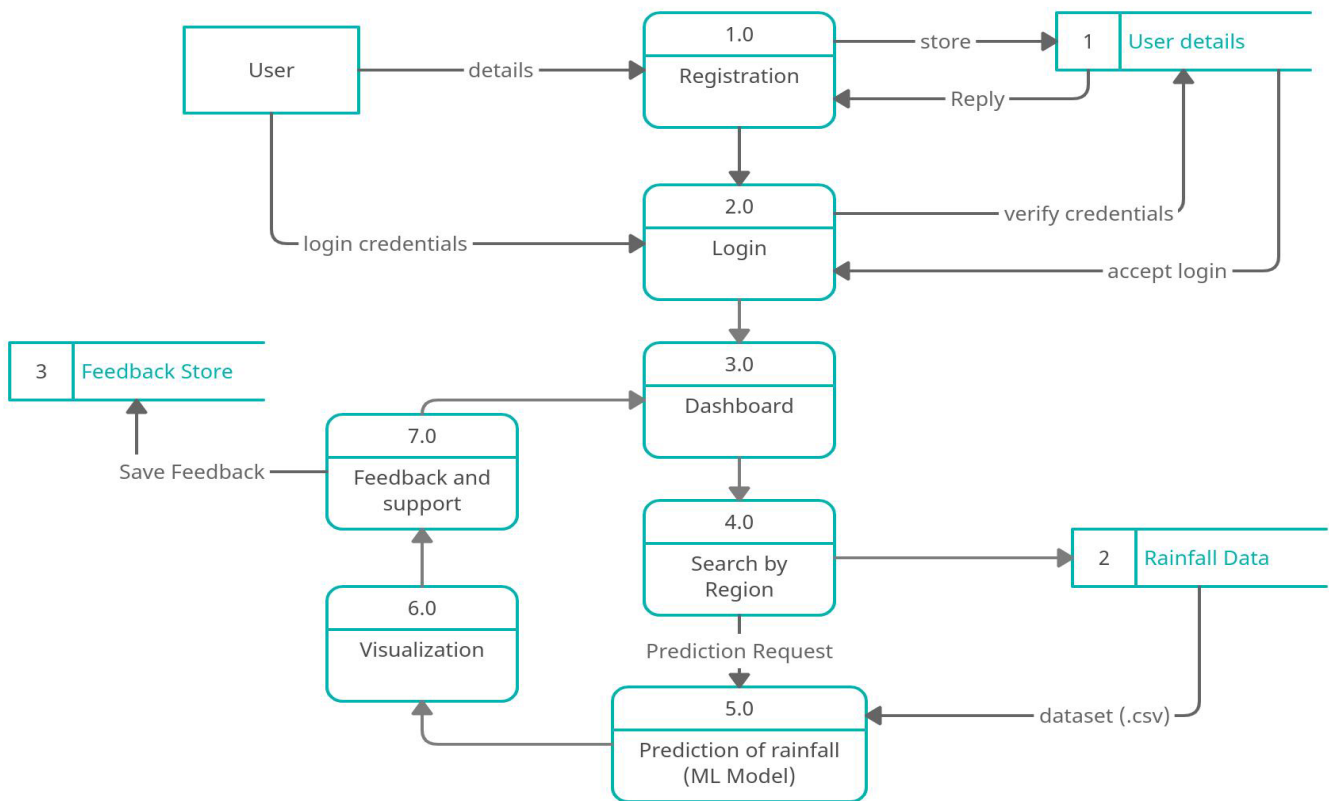 1.0
Registration
User
details
store
1
User details
Reply
2.0
Login
login credentials
verify credentials
accept login
3
Feedback Store
3.0
Dashboard
7.0
Feedback and
support
Save Feedback
4.0
Search by
Region
2
Rainfall Data
6.0
Visualization
Prediction Request
5.0
Prediction of rainfall
(ML Model)
dataset (.csv)